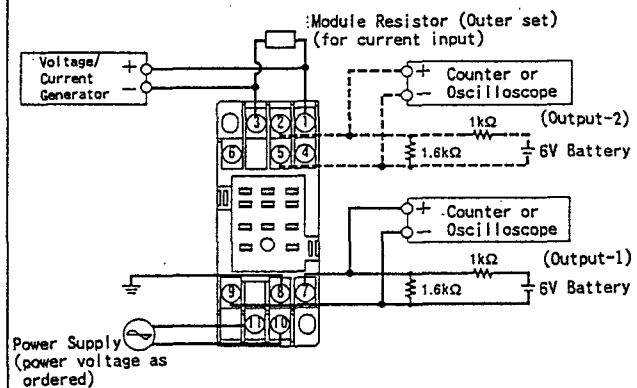 Module Resistor (Outer set)
(for current input)
Voltage/
Current
Generator
+
−
+
−
Counter or
Oscilloscope
(Output-2)
1kΩ
1.6kΩ
6V Battery
3
2
1
6
5
4
+
−
Counter or
Oscilloscope
(Output-1)
1kΩ
1.6kΩ
6V Battery
9
8
7
11
10
Power Supply
(power voltage as
ordered)